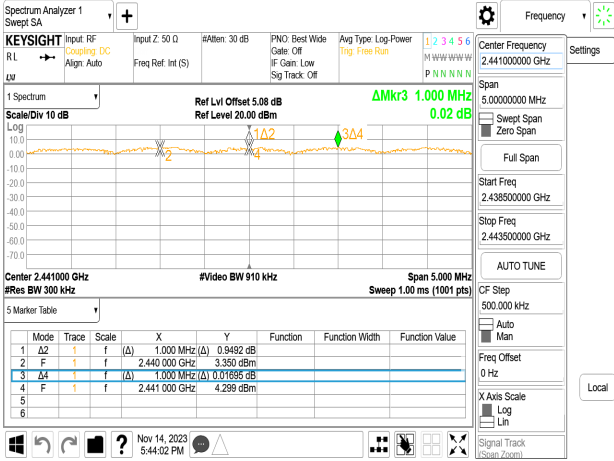 Spectrum Analyzer 1
Swept SA
+
Frequency
KEYSIGHT
R L
Input: RF
Coupling: DC
Align: Auto
Input Z: 50 Ω
Freq Ref: Int (S)
#Atten: 30 dB
PNO: Best Wide
Gate: Off
IF Gain: Low
Sig Track: Off
Avg Type: Log-Power
Trig: Free Run
1 2 3 4 5 6
M W W W W W
P N N N N N
1 Spectrum
Scale/Div 10 dB
Ref Lvl Offset 5.08 dB
Ref Level 20.00 dBm
ΔMkr3 1.000 MHz
0.02 dB
Log
10.0
0.00
-10.0
-20.0
-30.0
-40.0
-50.0
-60.0
-70.0
2
1Δ2
4
3Δ4
Center 2.441000 GHz
#Res BW 300 kHz
#Video BW 910 kHz
Span 5.000 MHz
Sweep 1.00 ms (1001 pts)
5 Marker Table
Mode Trace Scale X Y Function Function Width Function Value
1 Δ2 1 f (Δ) 1.000 MHz (Δ) 0.9492 dB
2 F 1 f 2.440 000 GHz 3.350 dBm
3 Δ4 1 f (Δ) 1.000 MHz (Δ) 0.01695 dB
4 F 1 f 2.441 000 GHz 4.299 dBm
5
6
Nov 14, 2023
5:44:02 PM
?
Center Frequency
2.441000000 GHz
Settings
Span
5.00000000 MHz
Swept Span
Zero Span
Full Span
Start Freq
2.438500000 GHz
Stop Freq
2.443500000 GHz
AUTO TUNE
CF Step
500.000 kHz
Auto
Man
Freq Offset
0 Hz
X Axis Scale
Log
Lin
Local
Signal Track
(Span Zoom)